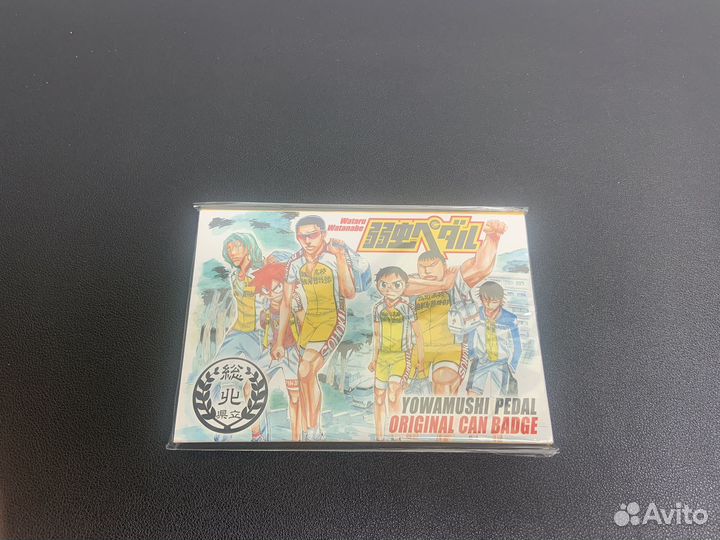 Wataru
Watanabe
弱虫ペダル
総
北
県立
YOWAMUSHI PEDAL
ORIGINAL CAN BADGE
Avito